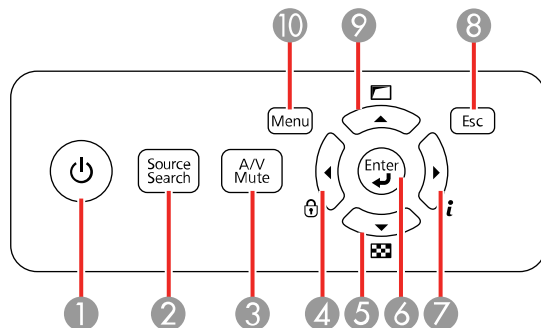 10 9 8
Menu Esc
Source
Search
A/V
Mute
Enter
i
1 2 3 4 5 6 7